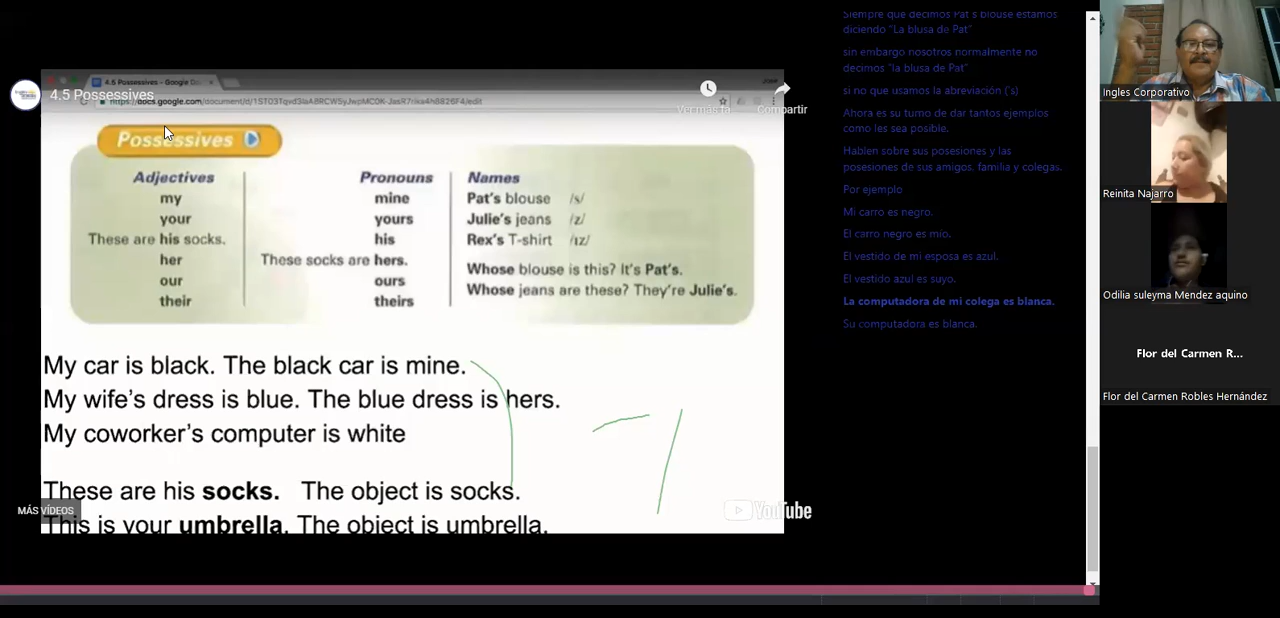 4.5 Possessives - Google Do
4.5 Possessives
Ver más ta
Compartir
Possessives
Adjectives
my
your
These are his socks.
her
our
their
Pronouns
mine
yours
his
These socks are hers.
ours
theirs
Names
Pat's blouse /s/
Julie's jeans /z/
Rex's T-shirt /ɪz/
Whose blouse is this? It's Pat's.
Whose jeans are these? They're Julie's.
My car is black. The black car is mine.
My wife's dress is blue. The blue dress is hers.
My coworker's computer is white
These are his socks. The object is socks.
This is your umbrella. The object is umbrella.
MÁS VÍDEOS
YouTube
Siempre que decimos Pat's blouse estamos
diciendo "La blusa de Pat"
sin embargo nosotros normalmente no
decimos "la blusa de Pat"
si no que usamos la abreviación ('s)
Ahora es su turno de dar tantos ejemplos
como les sea posible.
Hablen sobre sus posesiones y las
posesiones de sus amigos, familia y colegas.
Por ejemplo
Mi carro es negro.
El carro negro es mío.
El vestido de mi esposa es azul.
El vestido azul es suyo.
La computadora de mi colega es blanca.
Su computadora es blanca.
Ingles Corporativo
Reinita Najarro
Odilia suleyma Mendez aquino
Flor del Carmen R...
Flor del Carmen Robles Hernández